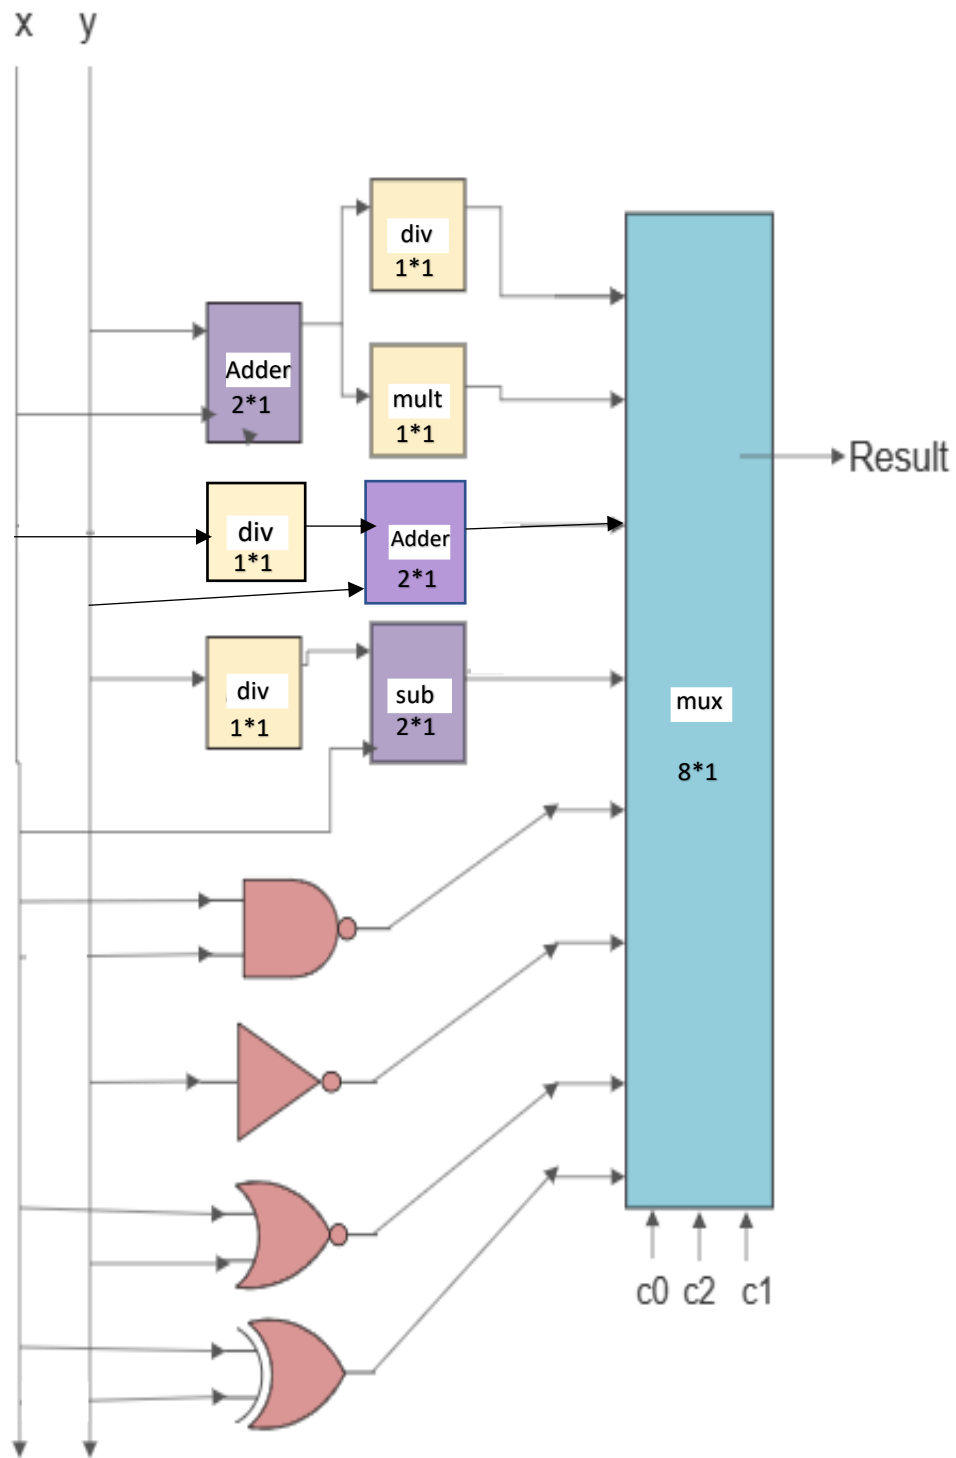 x y
div
1*1
Adder
2*1
mult
1*1
Result
div
1*1
Adder
2*1
div
1*1
sub
2*1
mux
8*1
c0 c2 c1